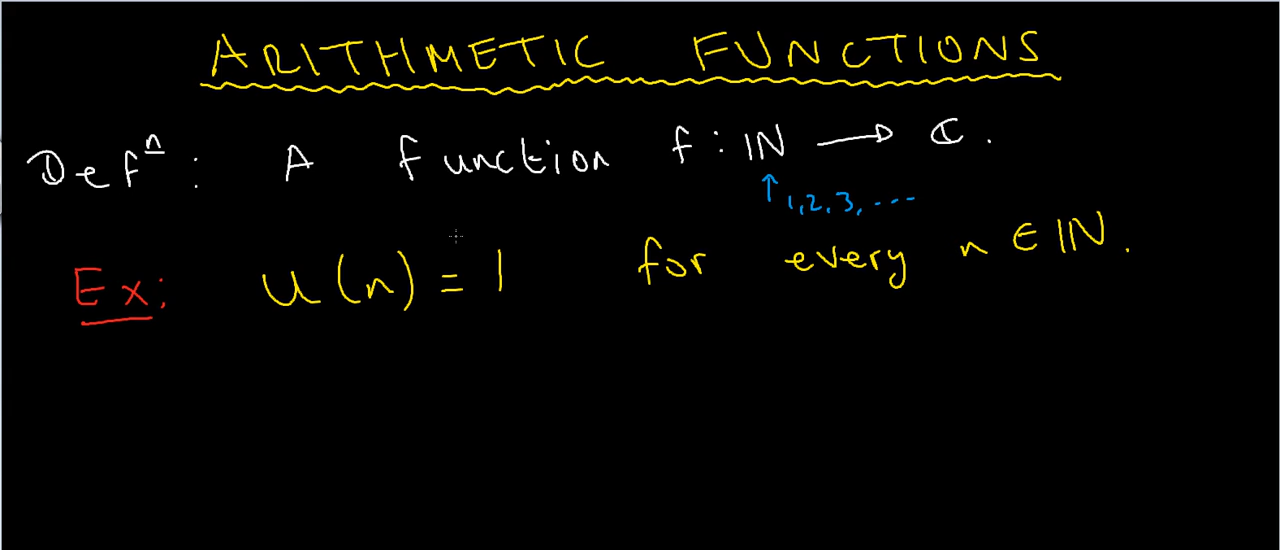 ARITHMETIC FUNCTIONS
Defⁿ: A function f: ℕ → ℂ.
↑ 1, 2, 3, ....
Ex: u(n) = 1 for every n ∈ ℕ.